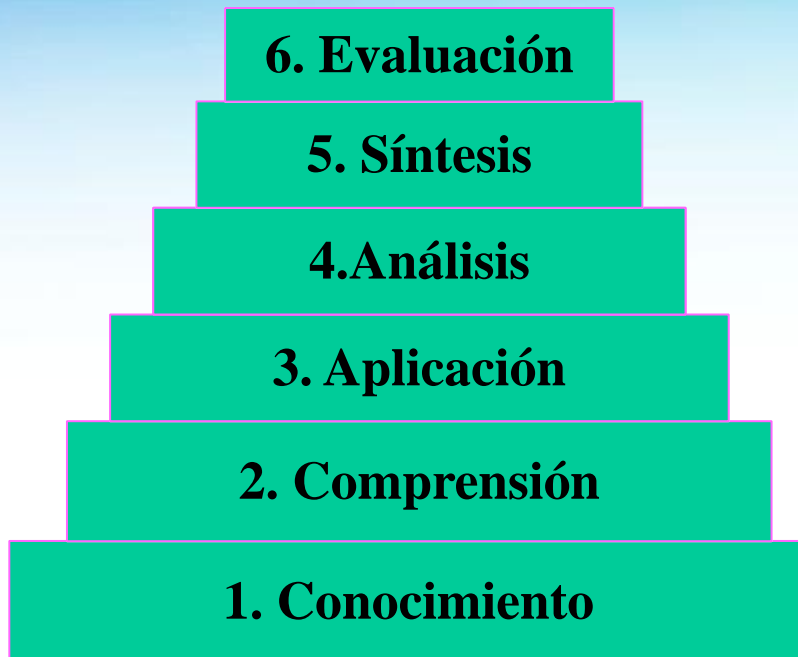 6. Evaluación
5. Síntesis
4.Análisis
3. Aplicación
2. Comprensión
1. Conocimiento